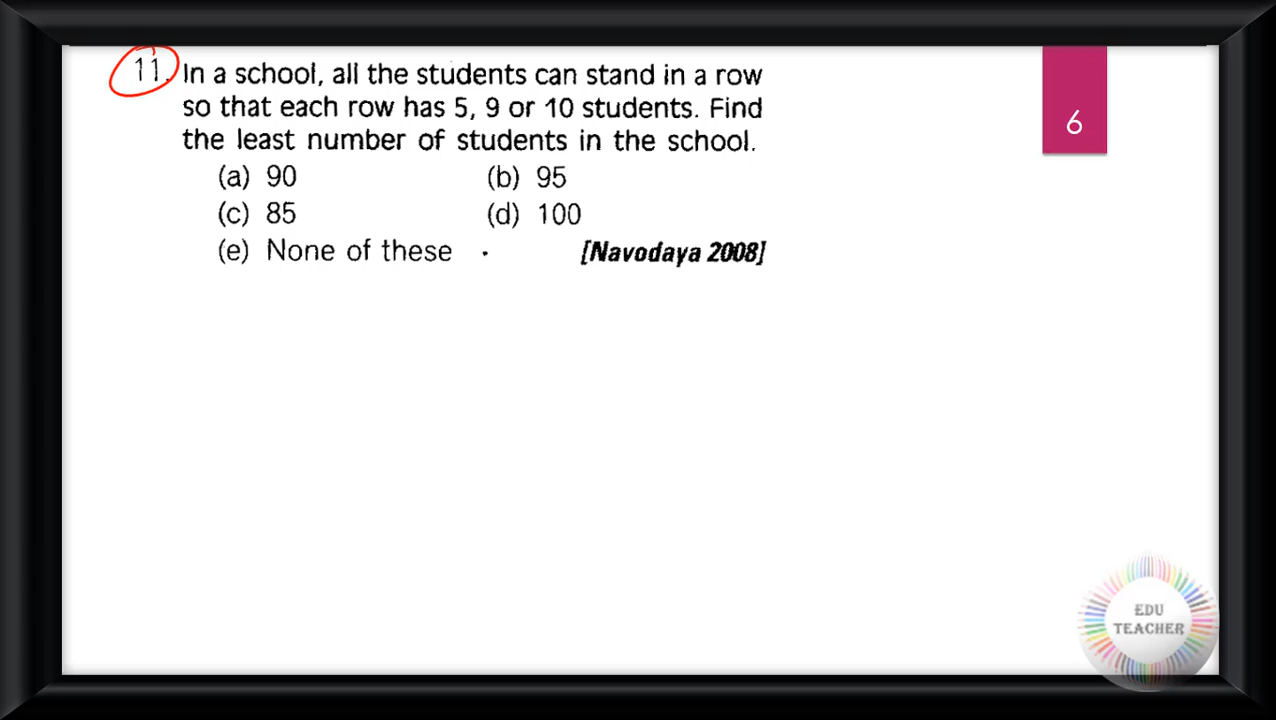 11. In a school, all the students can stand in a row
so that each row has 5, 9 or 10 students. Find
the least number of students in the school.
(a) 90 (b) 95
(c) 85 (d) 100
(e) None of these [Navodaya 2008]
6
EDU
TEACHER